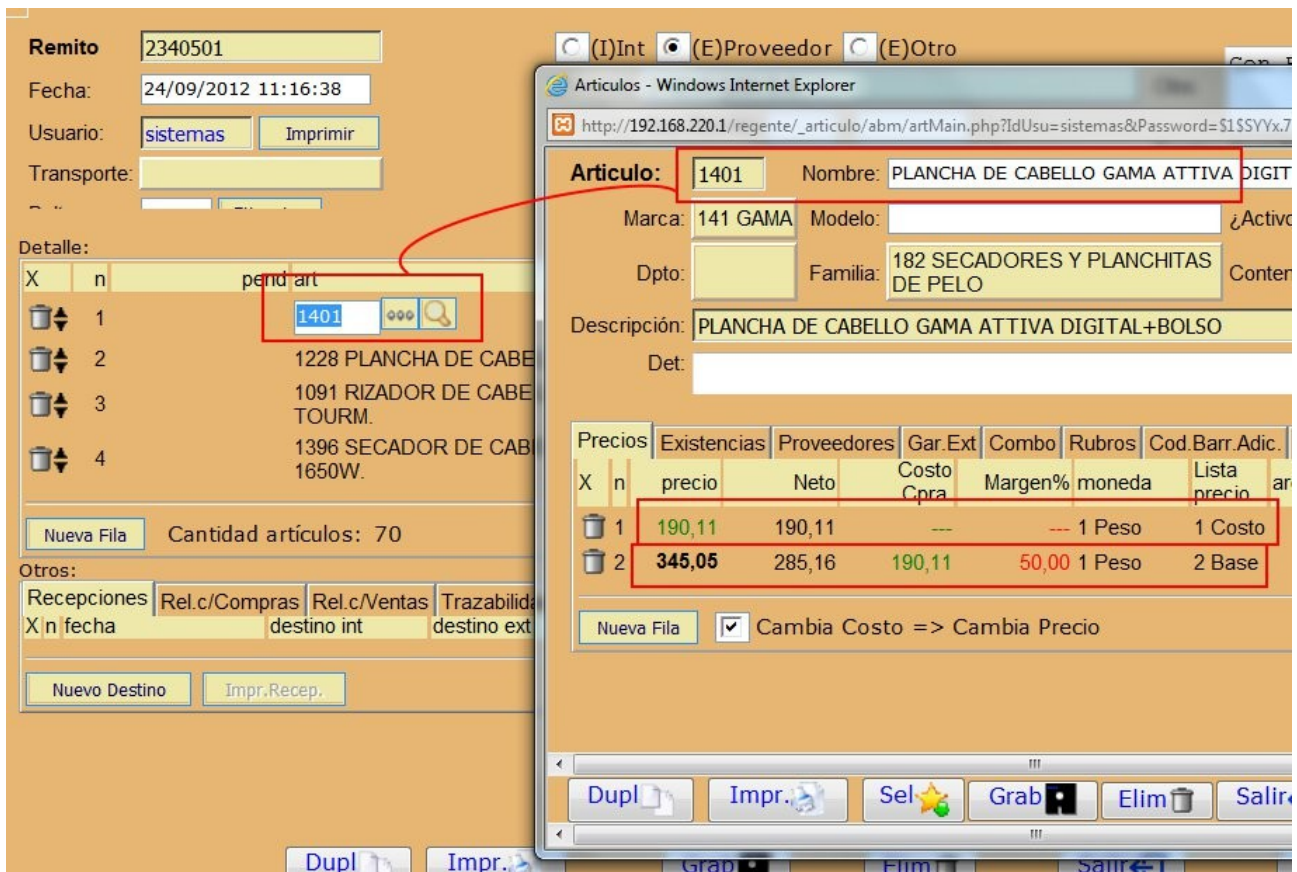 Remito 2340501 (I)Int (E)Proveedor (E)Otro
Fecha: 24/09/2012 11:16:38
Usuario: sistemas Imprimir
Transporte:
Detalle:
X n pend art
1 1401
2 1228 PLANCHA DE CABE
3 1091 RIZADOR DE CABE
TOURM.
4 1396 SECADOR DE CAB
1650W.
Nueva Fila Cantidad artículos: 70
Otros:
Recepciones Rel.c/Compras Rel.c/Ventas Trazabilida
X n fecha destino int destino ext
Nuevo Destino Impr.Recep.
Dupl Impr. Grab Elim Salir
Articulos - Windows Internet Explorer
http://192.168.220.1/regente/_articulo/abm/artMain.php?IdUsu=sistemas&Password=$1$SYYx.7
Articulo: 1401 Nombre: PLANCHA DE CABELLO GAMA ATTIVA DIGIT
Marca: 141 GAMA Modelo: ¿Activo
Dpto: Familia: 182 SECADORES Y PLANCHITAS
DE PELO Conten
Descripción: PLANCHA DE CABELLO GAMA ATTIVA DIGITAL+BOLSO
Det:
Precios Existencias Proveedores Gar.Ext Combo Rubros Cod.Barr.Adic.
X n precio Neto Costo Cpra Margen% moneda Lista precio
1 190,11 190,11 --- --- 1 Peso 1 Costo
2 345,05 285,16 190,11 50,00 1 Peso 2 Base
Nueva Fila Cambia Costo => Cambia Precio
Dupl Impr. Sel Grab Elim Salir